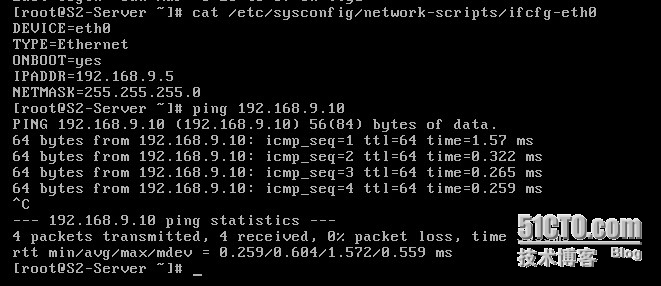 [root@S2-Server ~]# cat /etc/sysconfig/network-scripts/ifcfg-eth0
DEVICE=eth0
TYPE=Ethernet
ONBOOT=yes
IPADDR=192.168.9.5
NETMASK=255.255.255.0
[root@S2-Server ~]# ping 192.168.9.10
PING 192.168.9.10 (192.168.9.10) 56(84) bytes of data.
64 bytes from 192.168.9.10: icmp_seq=1 ttl=64 time=1.57 ms
64 bytes from 192.168.9.10: icmp_seq=2 ttl=64 time=0.322 ms
64 bytes from 192.168.9.10: icmp_seq=3 ttl=64 time=0.265 ms
64 bytes from 192.168.9.10: icmp_seq=4 ttl=64 time=0.259 ms
^C
--- 192.168.9.10 ping statistics ---
4 packets transmitted, 4 received, 0% packet loss, time
rtt min/avg/max/mdev = 0.259/0.604/1.572/0.559 ms
[root@S2-Server ~]# _
51CTO.com
技术博客 Blog